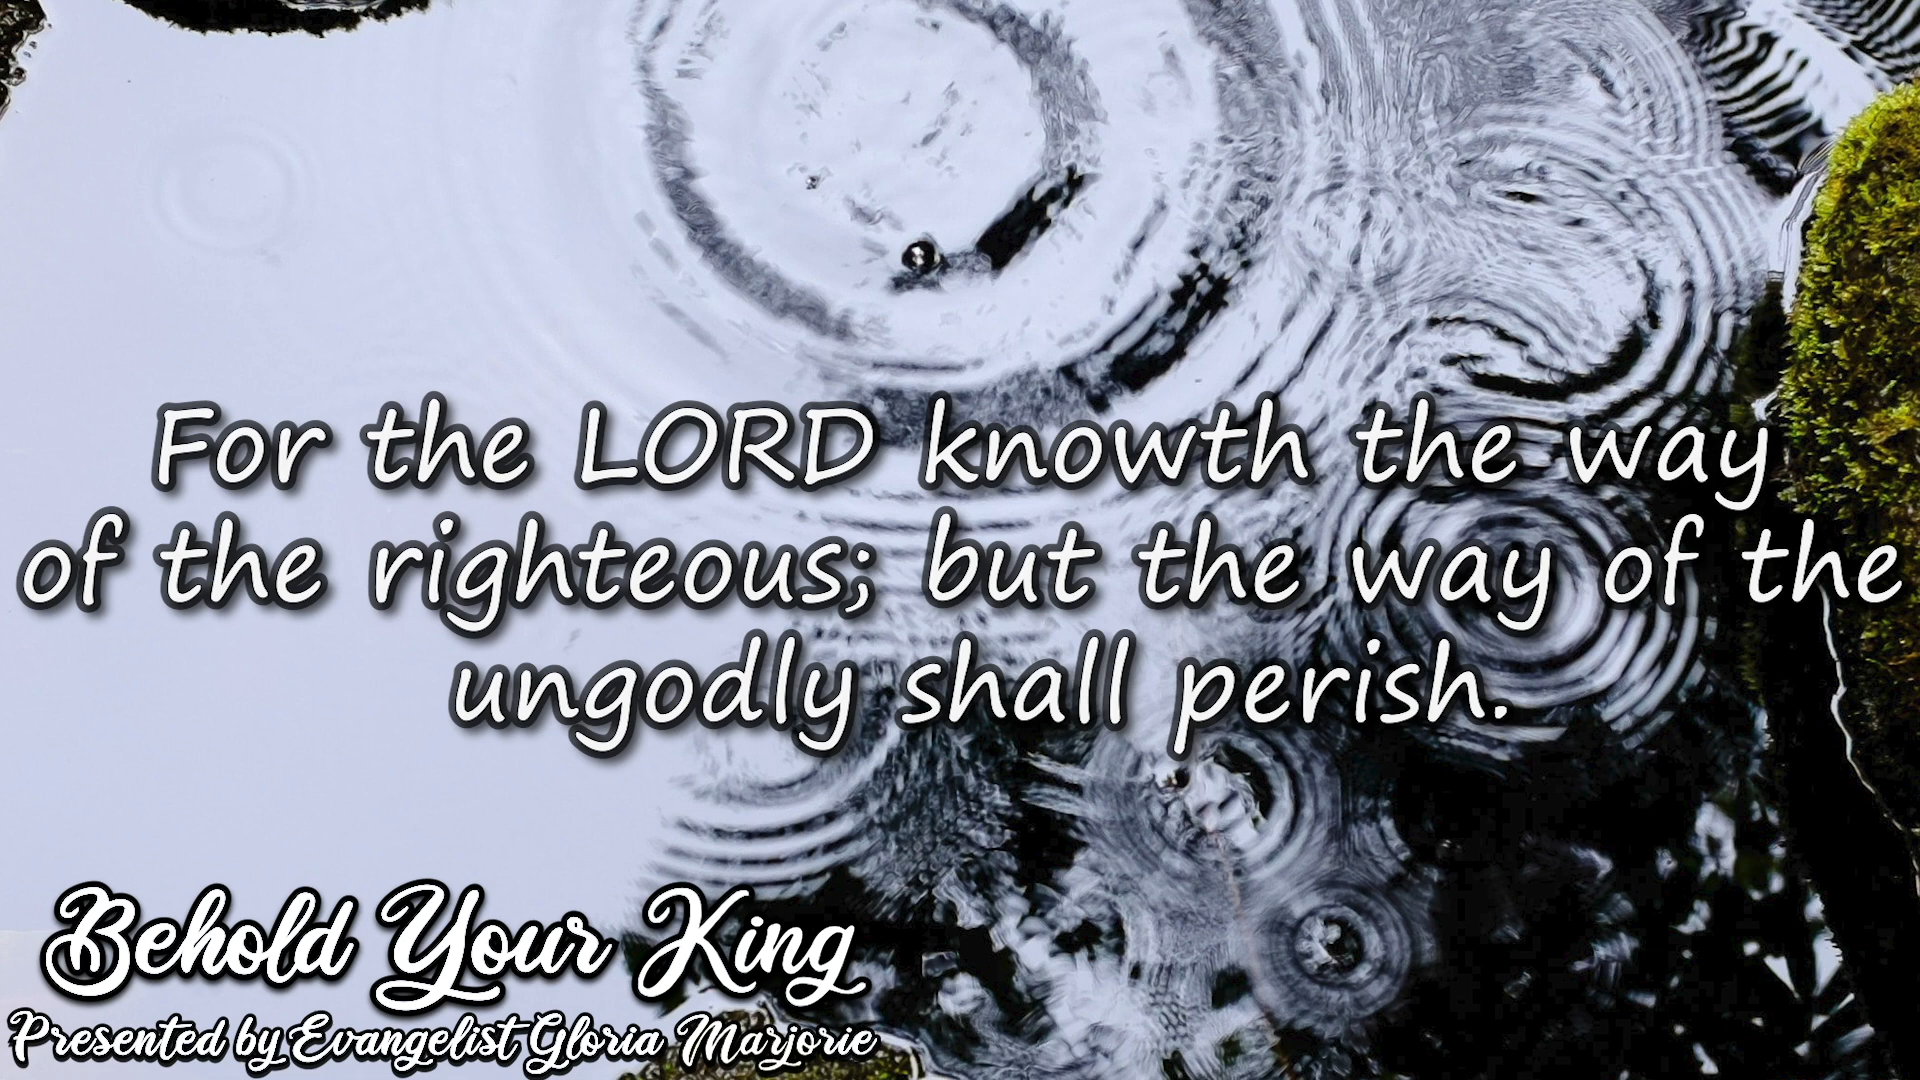 For the LORD knowth the way
of the righteous; but the way of the
ungodly shall perish.
Behold Your King
Presented by Evangelist Gloria Marjorie